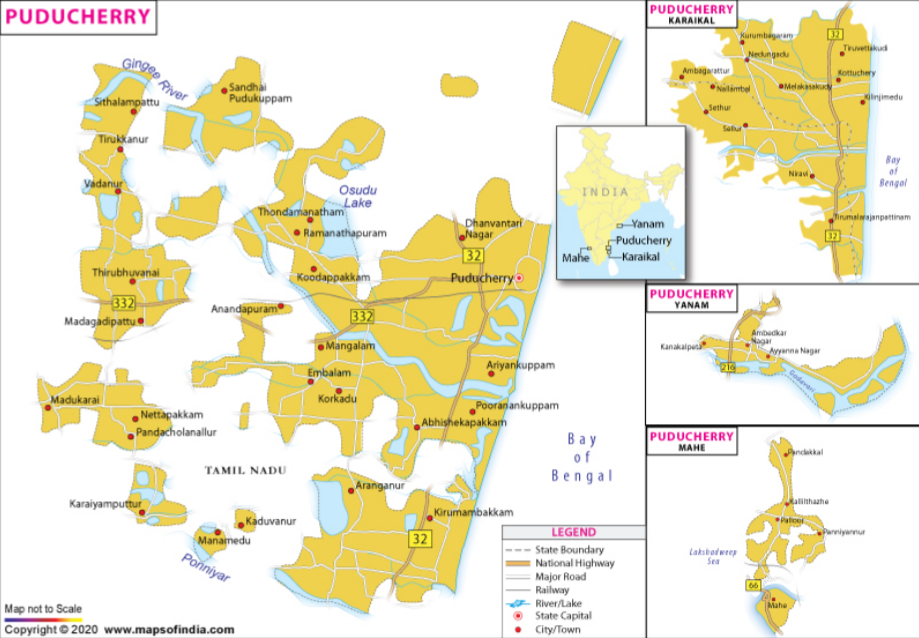 PUDUCHERRY
Gingee River
Sandhai
Pudukuppam
Sithalampattu
Tirukkanur
Vadanur
Osudu
Lake
Thondamanatham
Ramanathapuram
Dhanvantari
Nagar
32
Puducherry
Thirubhuvanai
Koodappakkam
332
Anandapuram
332
Madagadipattu
Mangalam
Embalam
Ariyankuppam
Korkadu
Madukarai
Nettapakkam
Pandacholanallur
Pooranankuppam
Abhishekapakkam
Bay
of
Bengal
TAMIL NADU
Aranganur
Karaiyamputtur
Kirumambakkam
Kaduvanur
Manamedu
32
Ponniyar
INDIA
Yanam
Puducherry
Mahe
Karaikal
LEGEND
State Boundary
National Highway
Major Road
Railway
River/Lake
State Capital
City/Town
Map not to Scale
Copyright © 2020 www.mapsofindia.com
PUDUCHERRY
KARAIKAL
Kurumbagaram
32
Tiruvettakudi
Nedungadu
Ambagarattur
Kottuchery
Nallambal
Melakasakudy
Kilinjimedu
Sethur
Sellur
Bay
of
Bengal
Niravi
Tirumalarajanpattinam
32
PUDUCHERRY
YANAM
Ambedkar
Nagar
Kanakalpeta
Ayyanna Nagar
216
Godavari
PUDUCHERRY
MAHE
Pandakkal
Kallilthazhe
Palloor
Panniyannur
Lakshadweep
Sea
66
Mahe